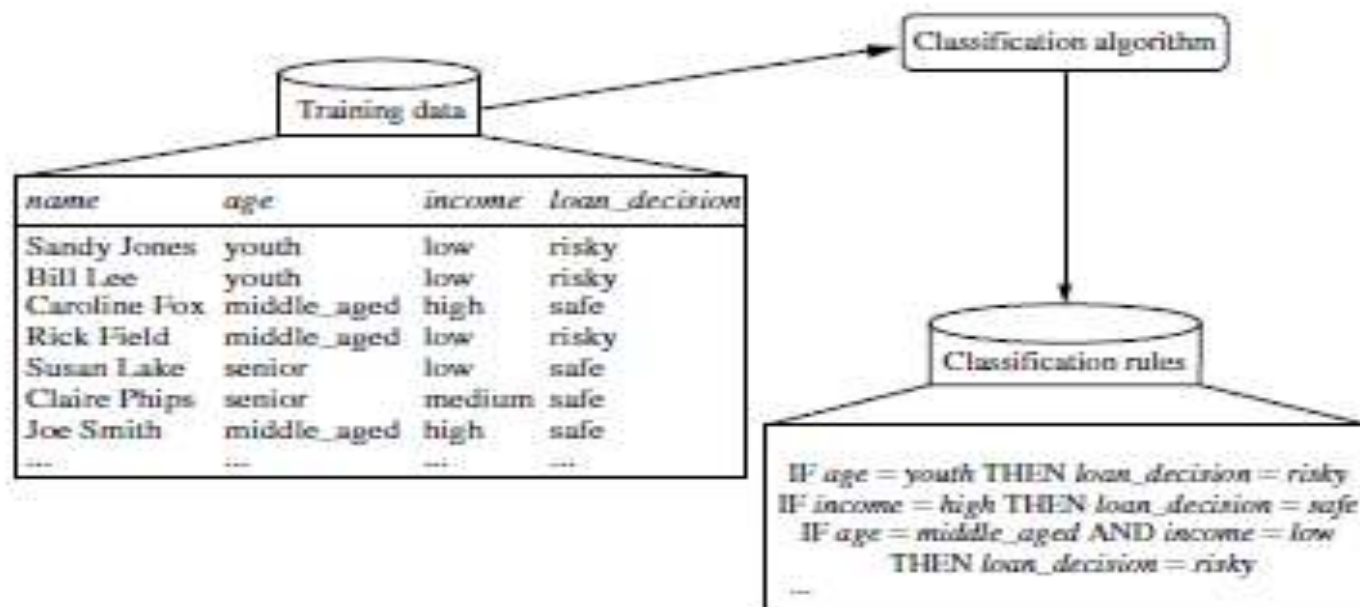 Classification algorithm
Training data
name age income loan_decision
Sandy Jones youth low risky
Bill Lee youth low risky
Caroline Fox middle_aged high safe
Rick Field middle_aged low risky
Susan Lake senior low safe
Claire Phips senior medium safe
Joe Smith middle_aged high safe
... ... ... ...
Classification rules
IF age = youth THEN loan_decision = risky
IF income = high THEN loan_decision = safe
IF age = middle_aged AND income = low
THEN loan_decision = risky
...